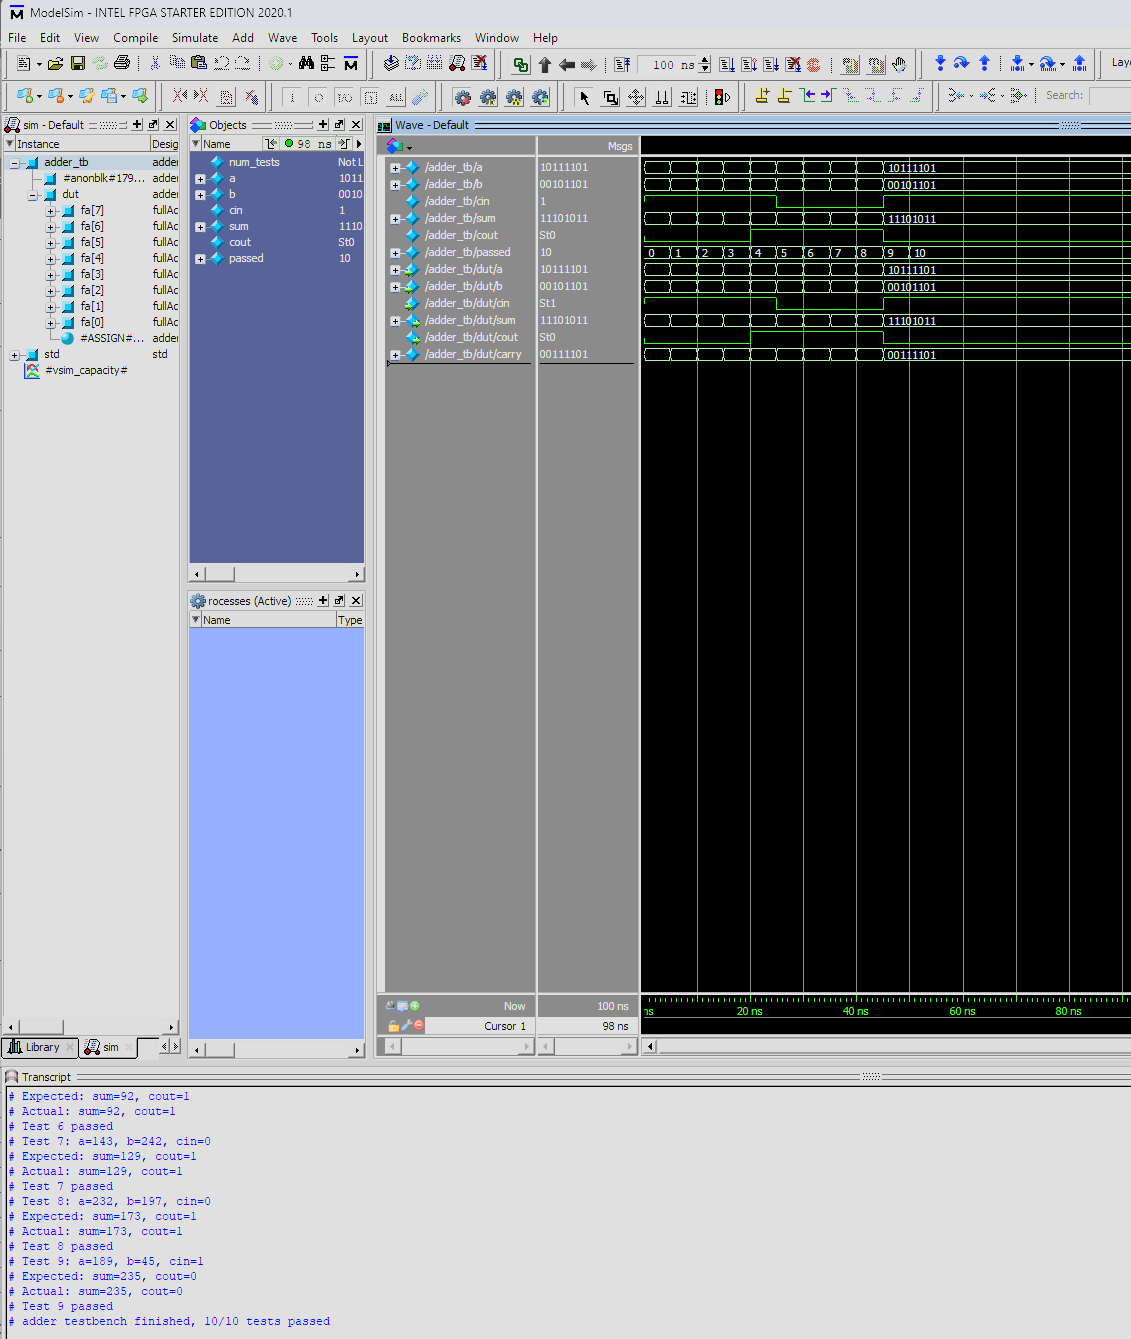 ModelSim - INTEL FPGA STARTER EDITION 2020.1
File Edit View Compile Simulate Add Wave Tools Layout Bookmarks Window Help
100 ns
Layo
Search:
sim - Default
Instance Desig
adder_tb adder
#anonblk#179... adder
dut adder
fa[7] fullAc
fa[6] fullAc
fa[5] fullAc
fa[4] fullAc
fa[3] fullAc
fa[2] fullAc
fa[1] fullAc
fa[0] fullAc
#ASSIGN#... adder
std std
#vsim_capacity#
Library sim
Objects
Name 98 ns
num_tests Not L
a 1011
b 0010
cin 1
sum 1110
cout St0
passed 10
rocesses (Active)
Name Type
Wave - Default
Msgs
/adder_tb/a 10111101 10111101
/adder_tb/b 00101101 00101101
/adder_tb/cin 1
/adder_tb/sum 11101011 11101011
/adder_tb/cout St0
/adder_tb/passed 10 0 1 2 3 4 5 6 7 8 9 10
/adder_tb/dut/a 10111101 10111101
/adder_tb/dut/b 00101101 00101101
/adder_tb/dut/cin St1
/adder_tb/dut/sum 11101011 11101011
/adder_tb/dut/cout St0
/adder_tb/dut/carry 00111101 00111101
Now 100 ns
ns 20 ns 40 ns 60 ns 80 ns
Cursor 1 98 ns
Transcript
# Expected: sum=92, cout=1
# Actual: sum=92, cout=1
# Test 6 passed
# Test 7: a=143, b=242, cin=0
# Expected: sum=129, cout=1
# Actual: sum=129, cout=1
# Test 7 passed
# Test 8: a=232, b=197, cin=0
# Expected: sum=173, cout=1
# Actual: sum=173, cout=1
# Test 8 passed
# Test 9: a=189, b=45, cin=1
# Expected: sum=235, cout=0
# Actual: sum=235, cout=0
# Test 9 passed
# adder testbench finished, 10/10 tests passed